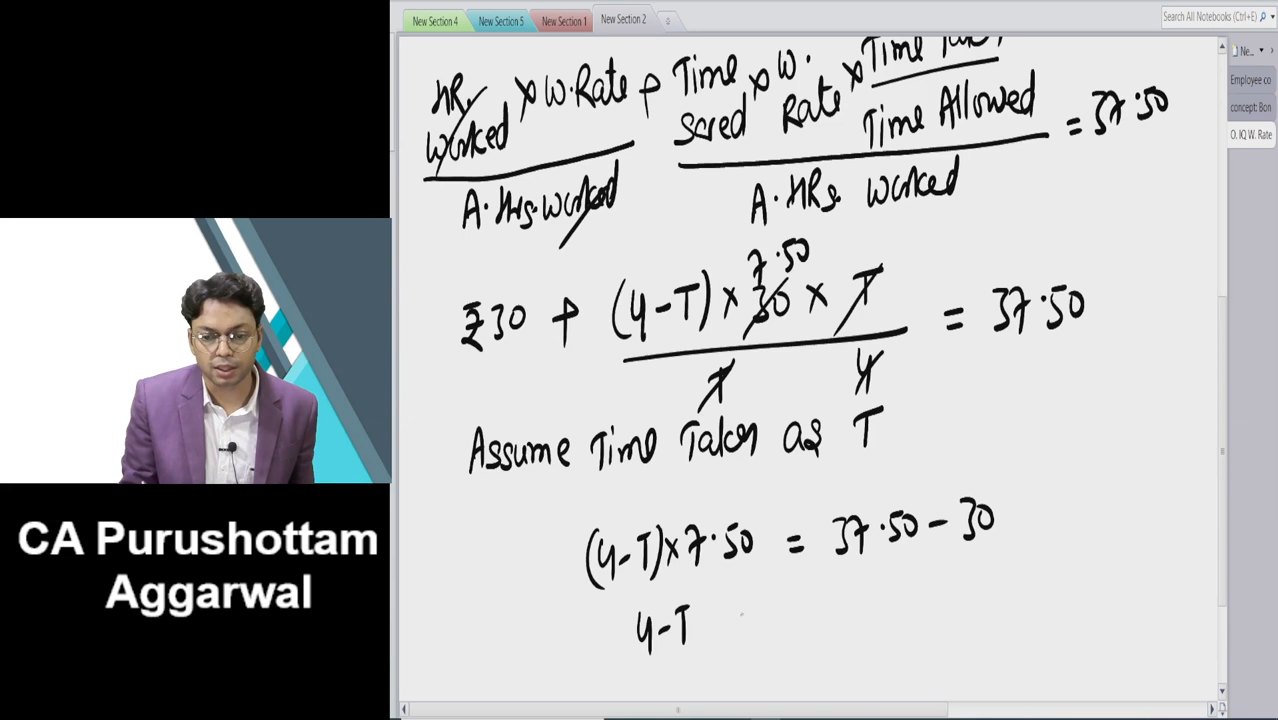 New Section 4 New Section 5 New Section 1 New Section 2
Search All Notebooks (Ctrl+E)
Ne...
Employee co
concept: Bon
O. IQ W. Rate
HRs. Worked × W. Rate + Time saved × W. Rate × Time
Time Allowed
= 37.50
A. Hrs. Worked A. HRs. Worked
₹30 + (4-T) × 30 × T = 37.50
7.50
T 4
Assume Time Taken as T
(4-T)×7.50 = 37.50 - 30
4-T
CA Purushottam
Aggarwal